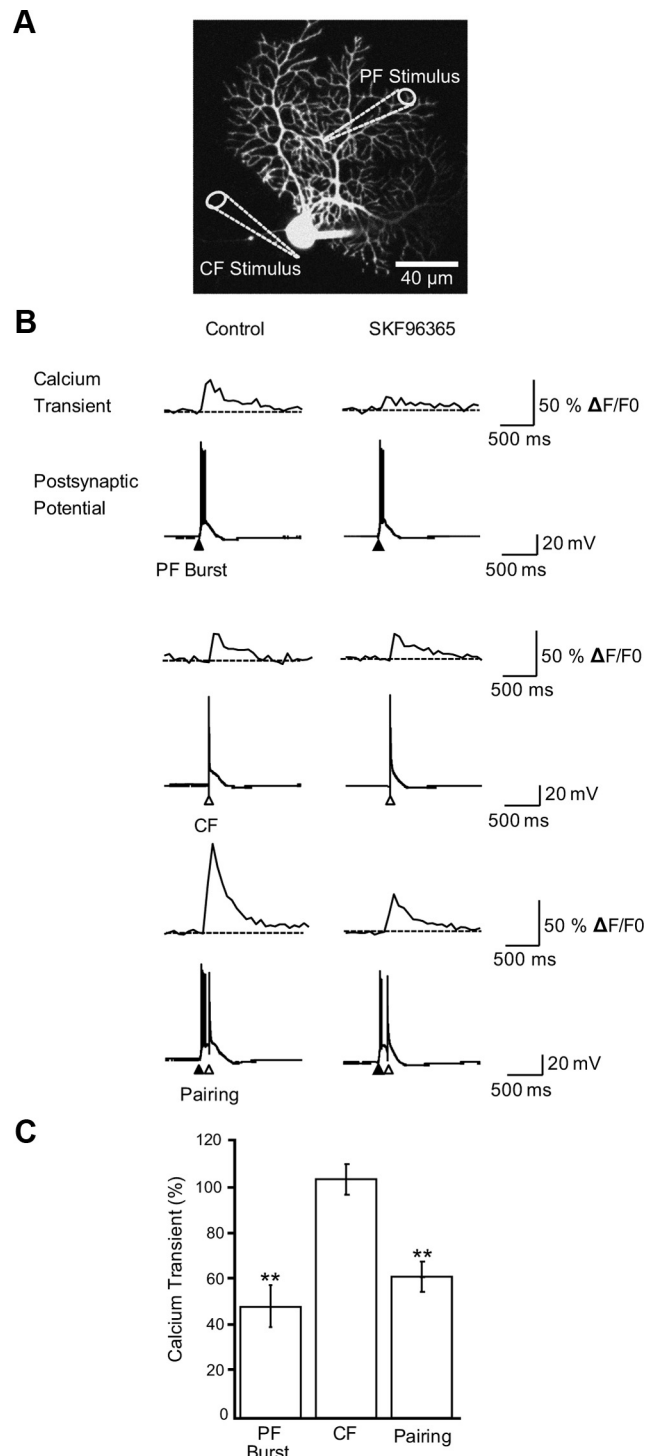 A
PF Stimulus
CF Stimulus
40 µm
B
Control
SKF96365
Calcium
Transient
50 % ΔF/F0
500 ms
Postsynaptic
Potential
20 mV
500 ms
PF Burst
50 % ΔF/F0
500 ms
20 mV
500 ms
CF
50 % ΔF/F0
500 ms
20 mV
500 ms
Pairing
C
Calcium Transient (%)
120
100
80
60
40
20
0
**
**
PF
Burst
CF
Pairing